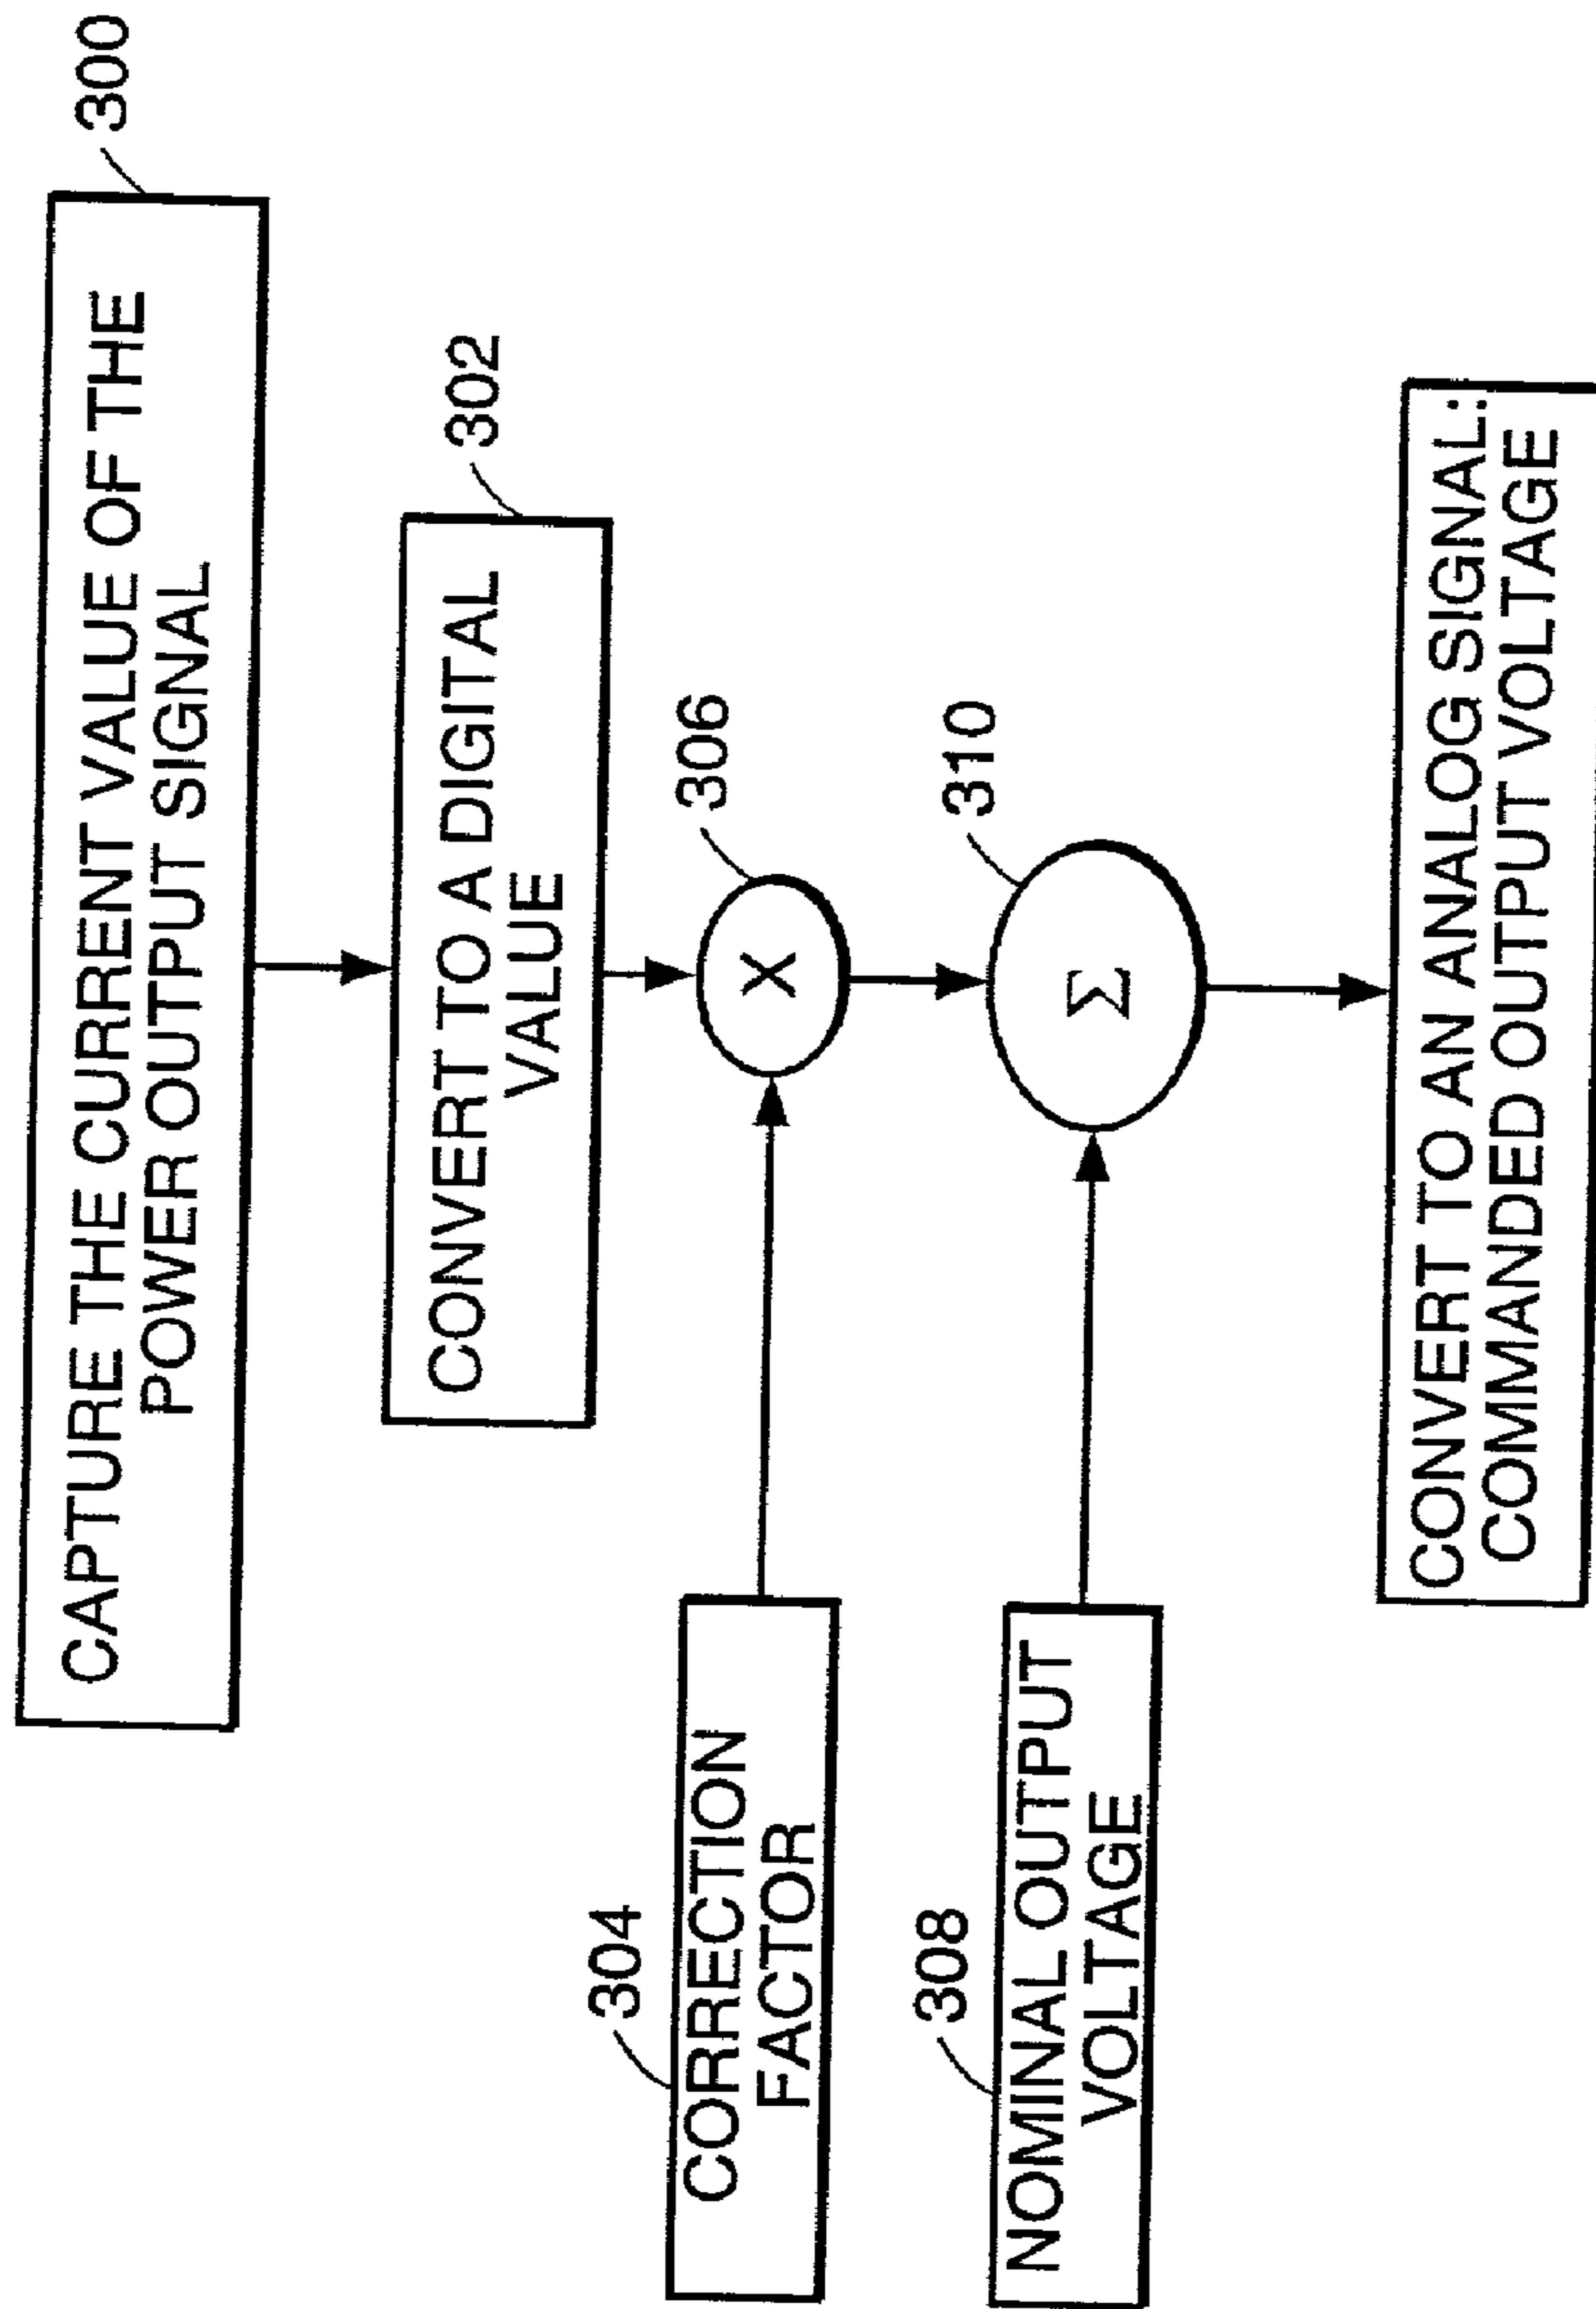 CAPTURE THE CURRENT VALUE OF THE
POWER OUTPUT SIGNAL
300
CONVERT TO A DIGITAL
VALUE
302
304
CORRECTION
FACTOR
X
306
308
NOMINAL OUTPUT
VOLTAGE
Σ
310
CONVERT TO AN ANALOG SIGNAL:
COMMANDED OUTPUT VOLTAGE